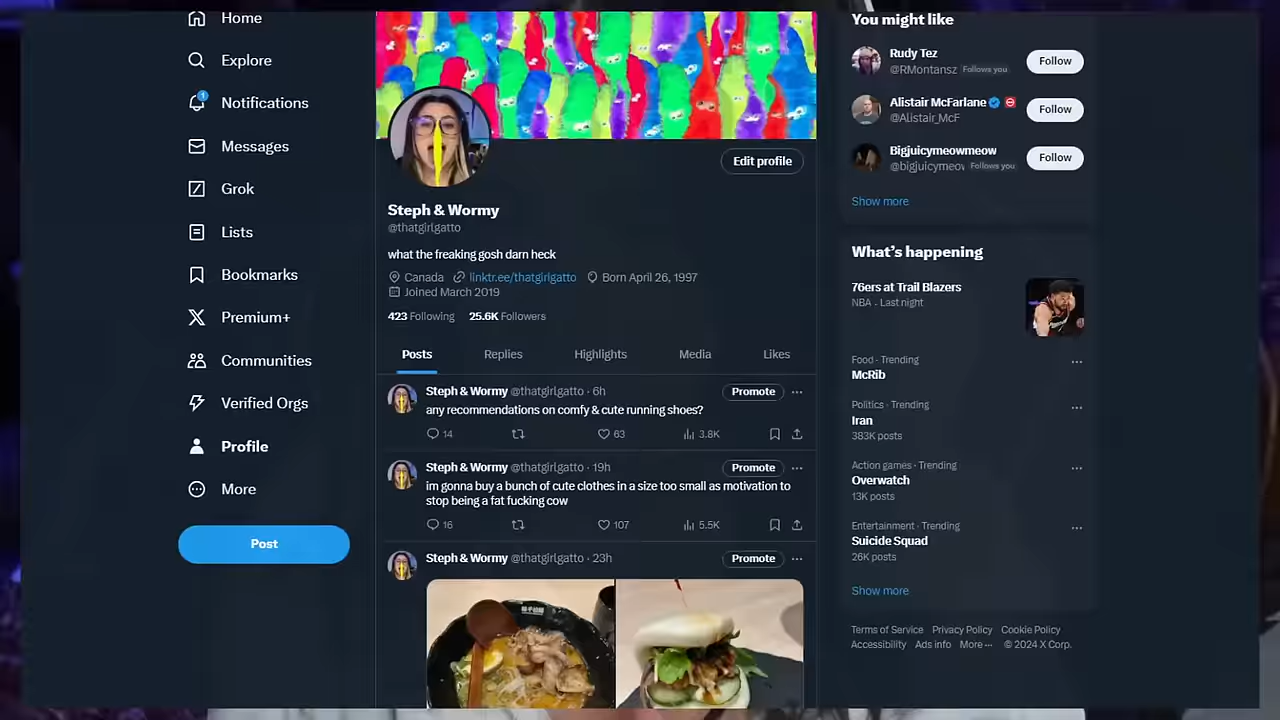 Home
Explore
1
Notifications
Messages
Grok
Lists
Bookmarks
Premium+
Communities
Verified Orgs
Profile
More
Post
Edit profile
Steph & Wormy
@thatgirlgatto
what the freaking gosh darn heck
Canada linktr.ee/thatgirlgatto Born April 26, 1997
Joined March 2019
423 Following 25.6K Followers
Posts Replies Highlights Media Likes
Steph & Wormy @thatgirlgatto · 6h Promote
any recommendations on comfy & cute running shoes?
14 63 3.8K
Steph & Wormy @thatgirlgatto · 19h Promote
im gonna buy a bunch of cute clothes in a size too small as motivation to
stop being a fat fucking cow
16 107 5.5K
Steph & Wormy @thatgirlgatto · 23h Promote
You might like
Rudy Tez
@RMontansz Follows you
Follow
Alistair McFarlane
@Alistair_McF
Follow
Bigjuicymeowmeow
@bigjuicymeow Follows you
Follow
Show more
What's happening
76ers at Trail Blazers
NBA · Last night
Food · Trending
McRib
Politics · Trending
Iran
383K posts
Action games · Trending
Overwatch
13K posts
Entertainment · Trending
Suicide Squad
26K posts
Show more
Terms of Service Privacy Policy Cookie Policy
Accessibility Ads info More ··· © 2024 X Corp.